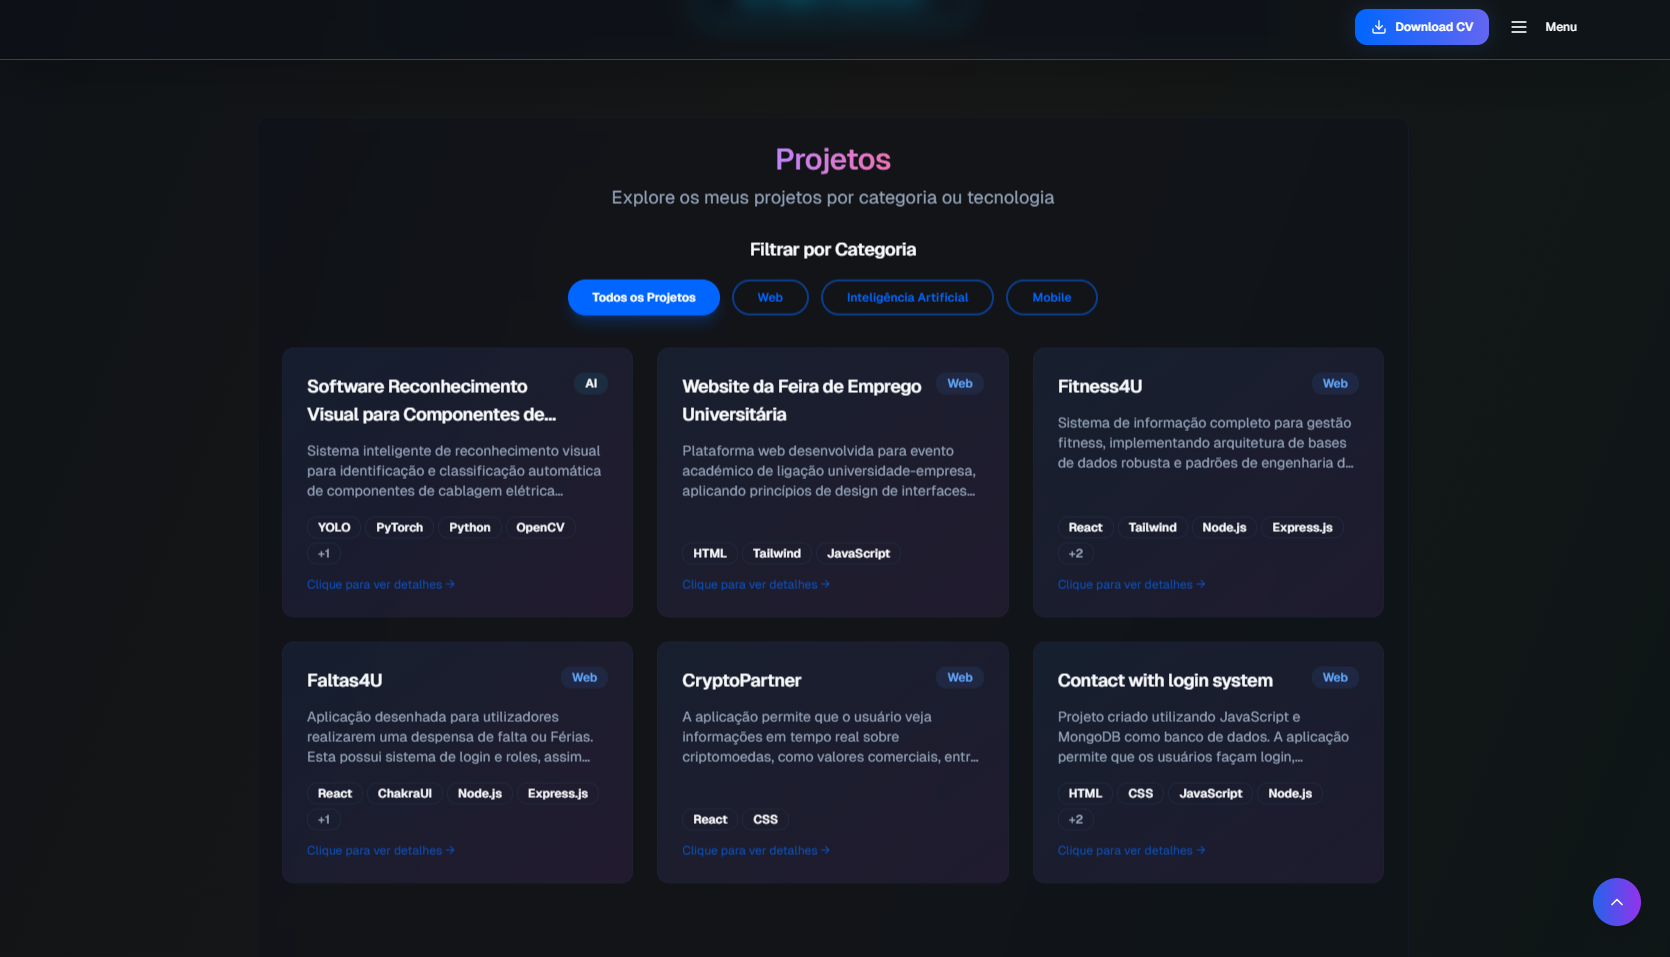 Download CV
Menu
Projetos
Explore os meus projetos por categoria ou tecnologia
Filtrar por Categoria
Todos os Projetos
Web
Inteligência Artificial
Mobile
Software Reconhecimento
Visual para Componentes de...
AI
Sistema inteligente de reconhecimento visual
para identificação e classificação automática
de componentes de cablagem elétrica...
YOLO PyTorch Python OpenCV
+1
Clique para ver detalhes →
Website da Feira de Emprego
Universitária
Web
Plataforma web desenvolvida para evento
académico de ligação universidade-empresa,
aplicando princípios de design de interfaces...
HTML Tailwind JavaScript
Clique para ver detalhes →
Fitness4U
Web
Sistema de informação completo para gestão
fitness, implementando arquitetura de bases
de dados robusta e padrões de engenharia d...
React Tailwind Node.js Express.js
+2
Clique para ver detalhes →
Faltas4U
Web
Aplicação desenhada para utilizadores
realizarem uma despensa de falta ou Férias.
Esta possui sistema de login e roles, assim...
React ChakraUI Node.js Express.js
+1
Clique para ver detalhes →
CryptoPartner
Web
A aplicação permite que o usuário veja
informações em tempo real sobre
criptomoedas, como valores comerciais, entr...
React CSS
Clique para ver detalhes →
Contact with login system
Web
Projeto criado utilizando JavaScript e
MongoDB como banco de dados. A aplicação
permite que os usuários façam login,...
HTML CSS JavaScript Node.js
+2
Clique para ver detalhes →